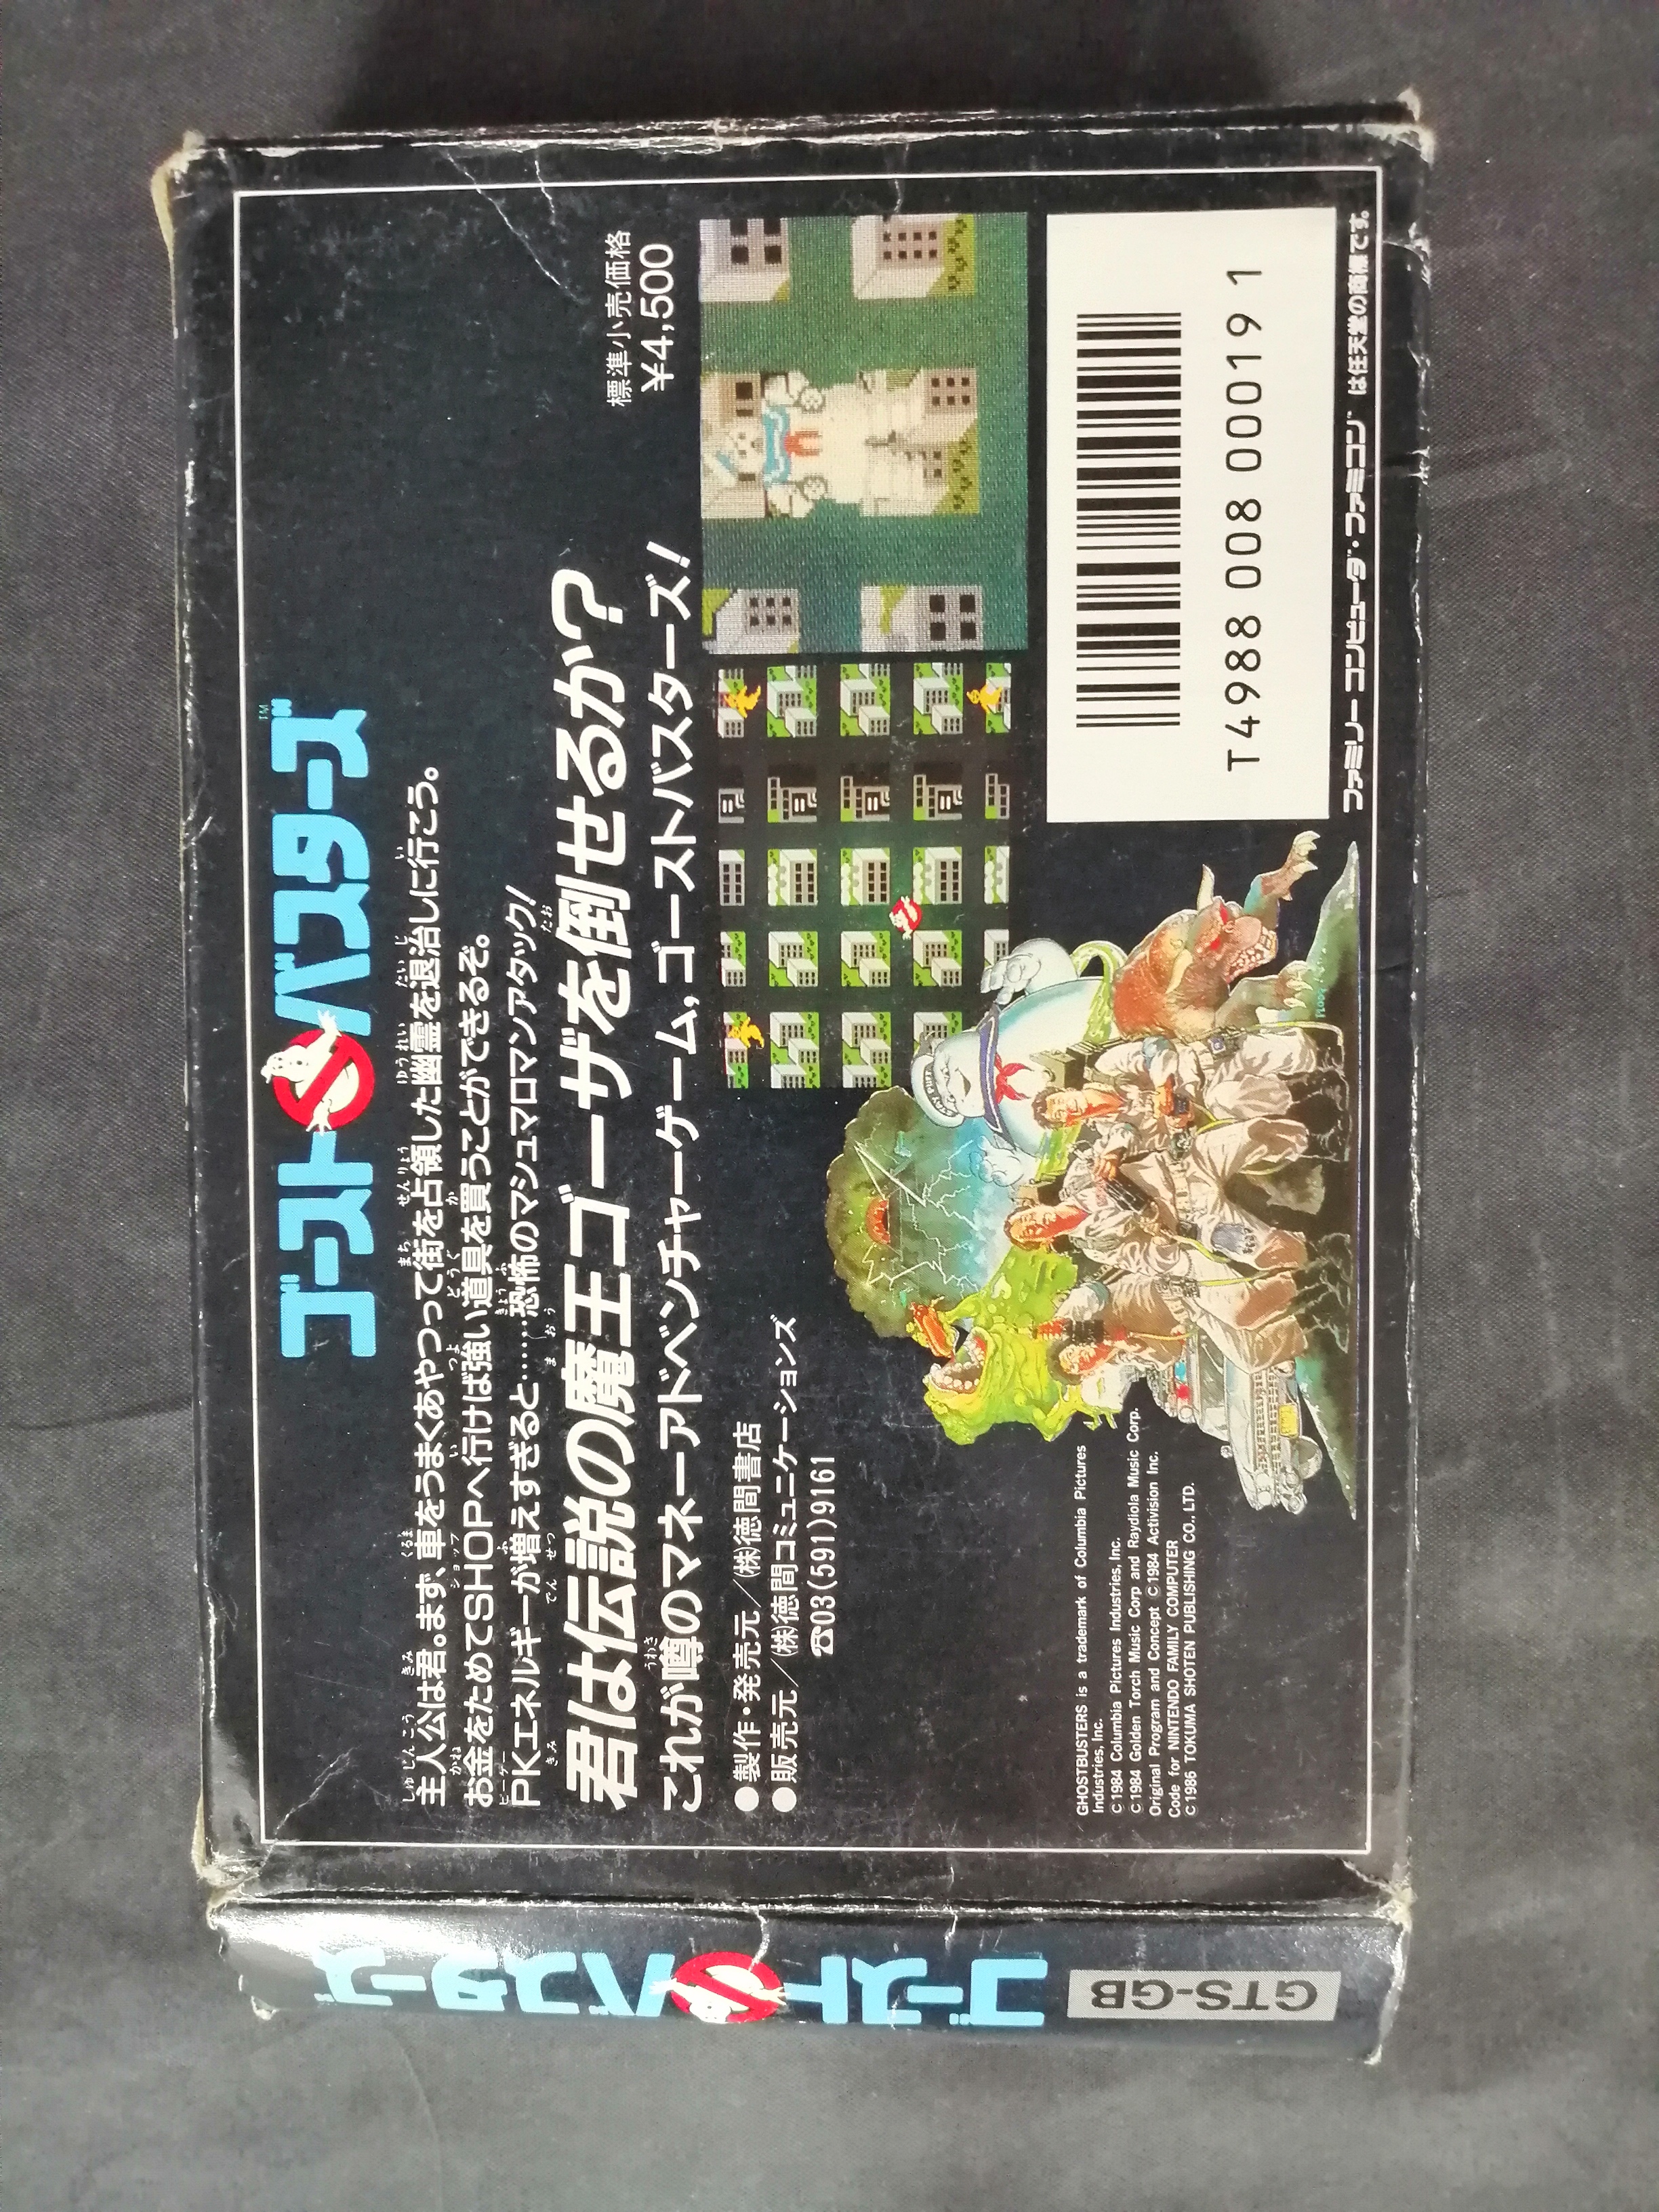 ゴーストバスターズ™
主人公は君。まず、車をうまくあやつって街を占領した幽霊を退治しに行こう。
お金をためてSHOPへ行けば強い道具を買うことができるぞ。
PKエネルギーが増えすぎると……恐怖のマシュマロマンアタック！
君は伝説の魔王ゴーザを倒せるか？
これが噂のマネーアドベンチャーゲーム,ゴーストバスターズ！
標準小売価格
¥4,500
●製作・発売元／㈱徳間書店
●販売元／㈱徳間コミュニケーションズ
☎03(591)9161
GHOSTBUSTERS is a trademark of Columbia Pictures
Industries, Inc.
©1984 Columbia Pictures Industries, Inc.
©1984 Golden Torch Music Corp and Raydiola Music Corp.
Original Program and Concept ©1984 Activision Inc.
Code for NINTENDO FAMILY COMPUTER
©1986 TOKUMA SHOTEN PUBLISHING CO., LTD.
T4988 008 00019 1
ファミリーコンピュータ・ファミコンは任天堂の商標です。
ゴーストバスターズ
GTS-GB